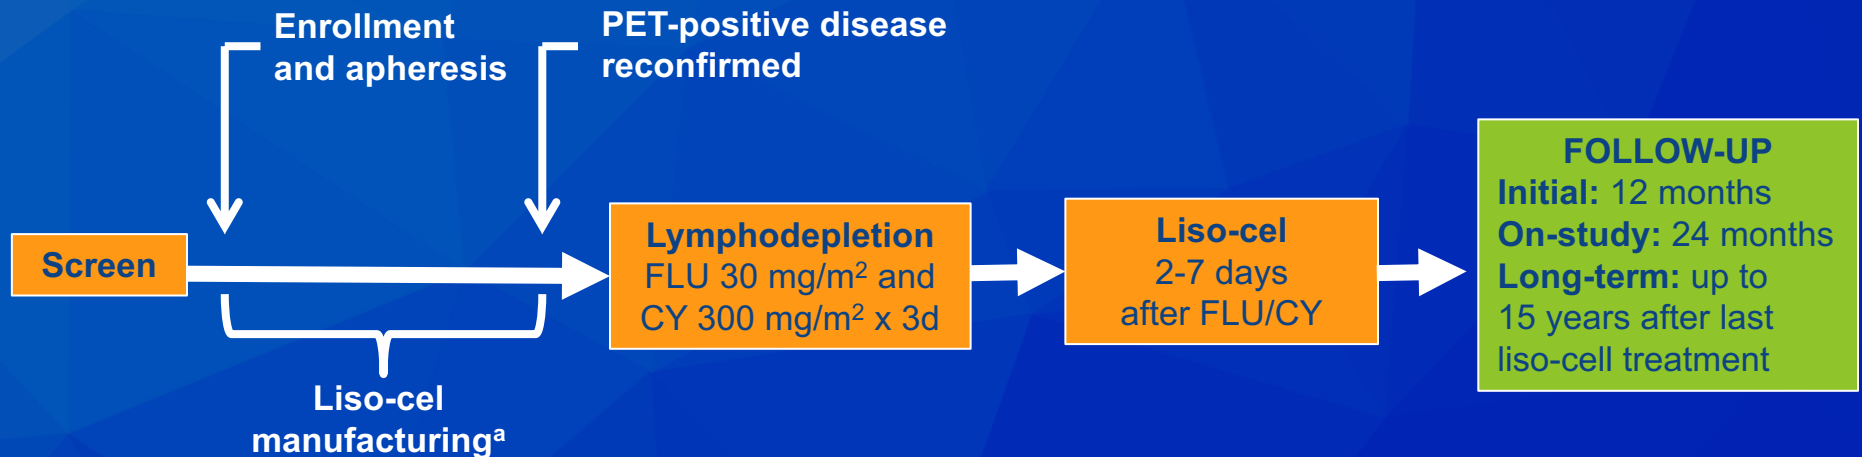 Enrollment
and apheresis
PET-positive disease
reconfirmed
Screen
Liso-cel
manufacturingᵃ
Lymphodepletion
FLU 30 mg/m² and
CY 300 mg/m² x 3d
Liso-cel
2-7 days
after FLU/CY
FOLLOW-UP
Initial: 12 months
On-study: 24 months
Long-term: up to
15 years after last
liso-cell treatment